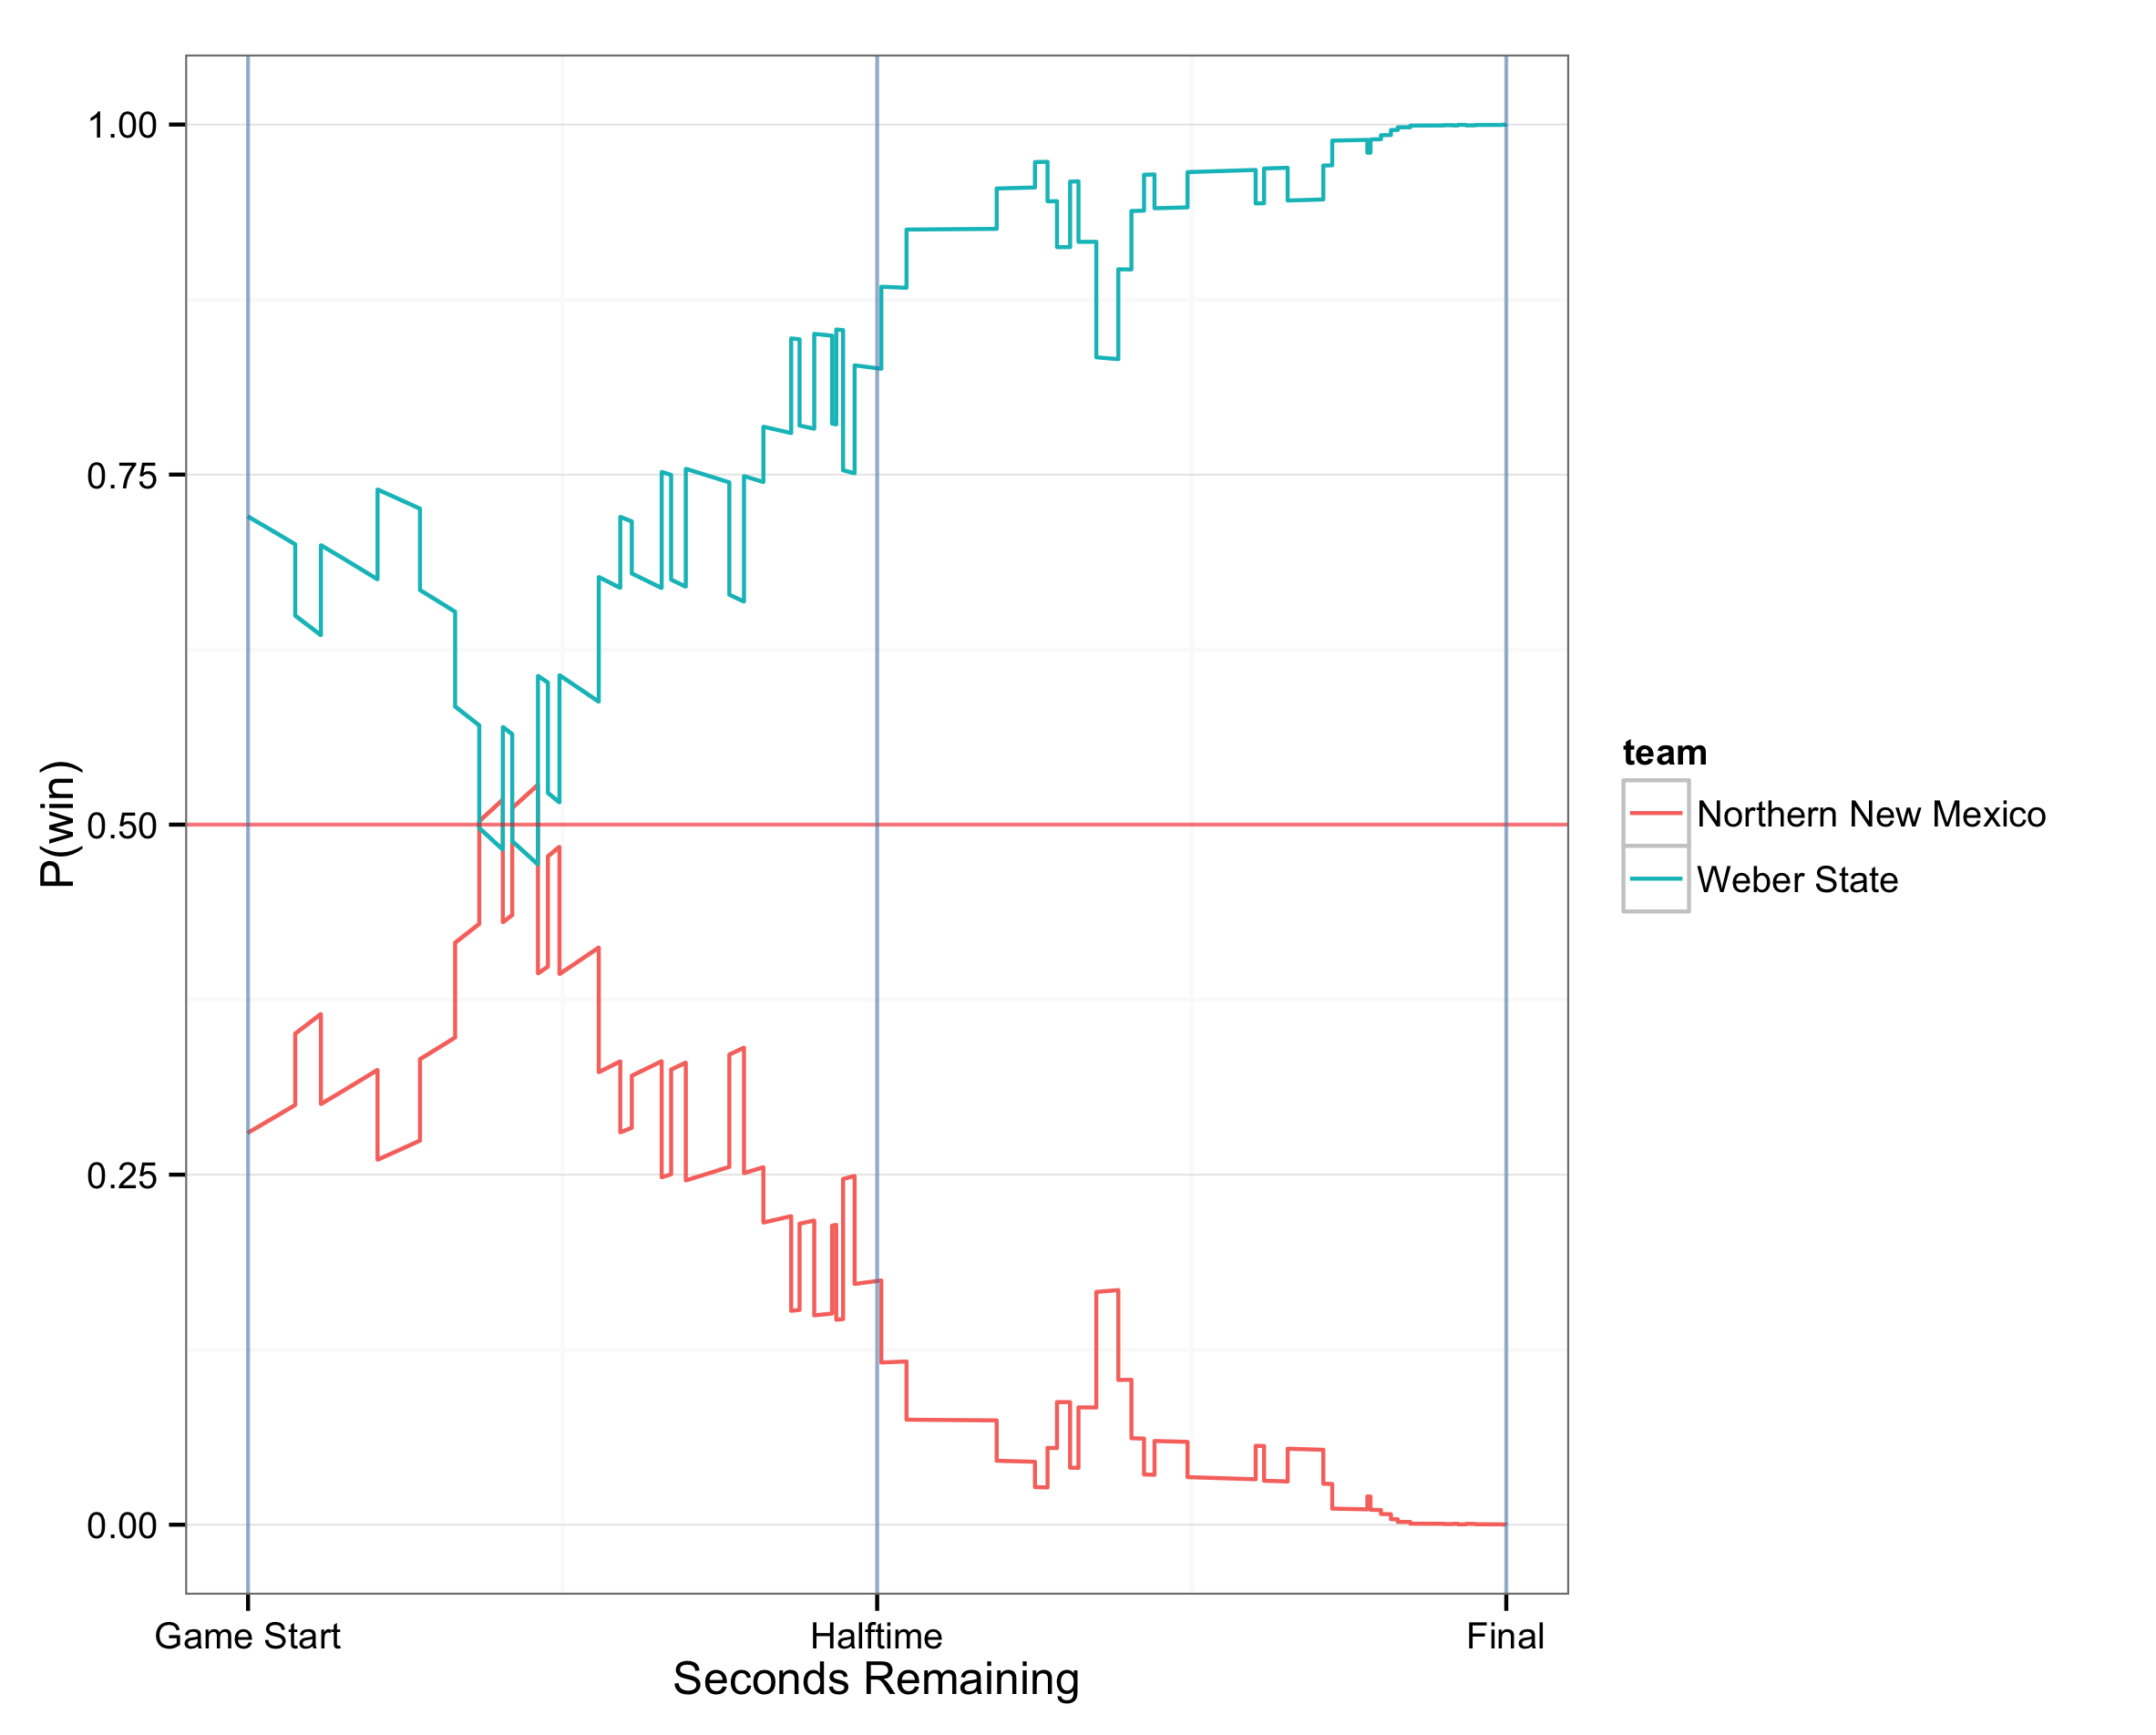 1.00
0.75
0.50
0.25
0.00
P(win)
Game Start
Halftime
Final
Seconds Remaining
team
Northern New Mexico
Weber State